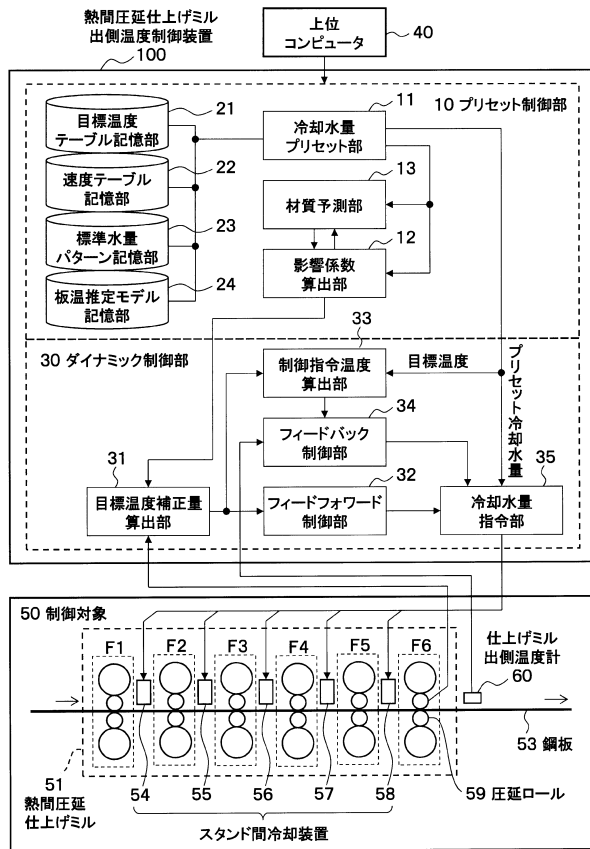 熱間圧延仕上げミル
出側温度制御装置
100
上位
コンピュータ
40
10 プリセット制御部
目標温度
テーブル記憶部
21
速度テーブル
記憶部
22
標準水量
パターン記憶部
23
板温推定モデル
記憶部
24
冷却水量
プリセット部
11
材質予測部
13
影響係数
算出部
12
30 ダイナミック制御部
制御指令温度
算出部
33
目標温度
プリセット冷却水量
フィードバック
制御部
34
目標温度補正量
算出部
31
フィードフォワード
制御部
32
冷却水量
指令部
35
50 制御対象
F1
F2
F3
F4
F5
F6
仕上げミル
出側温度計
60
53 鋼板
51
熱間圧延
仕上げミル
54
55
56
57
58
59 圧延ロール
スタンド間冷却装置